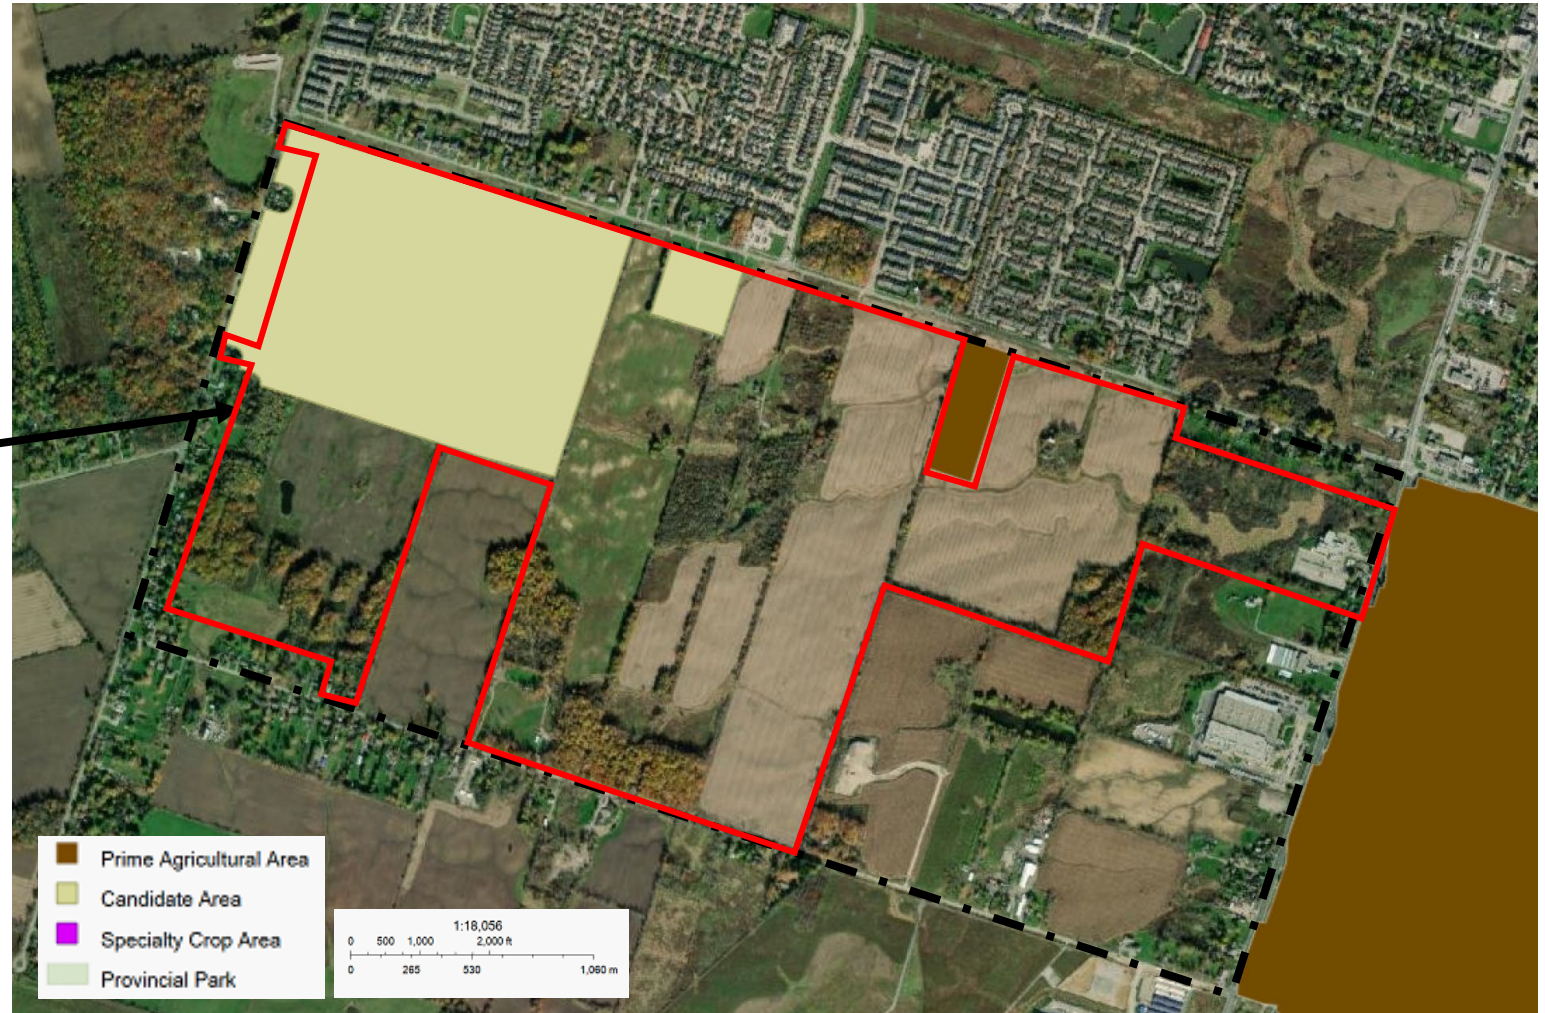 Prime Agricultural Area
Candidate Area
Specialty Crop Area
Provincial Park
1:18,056
0 500 1,000 2,000 ft
0 265 530 1,060 m